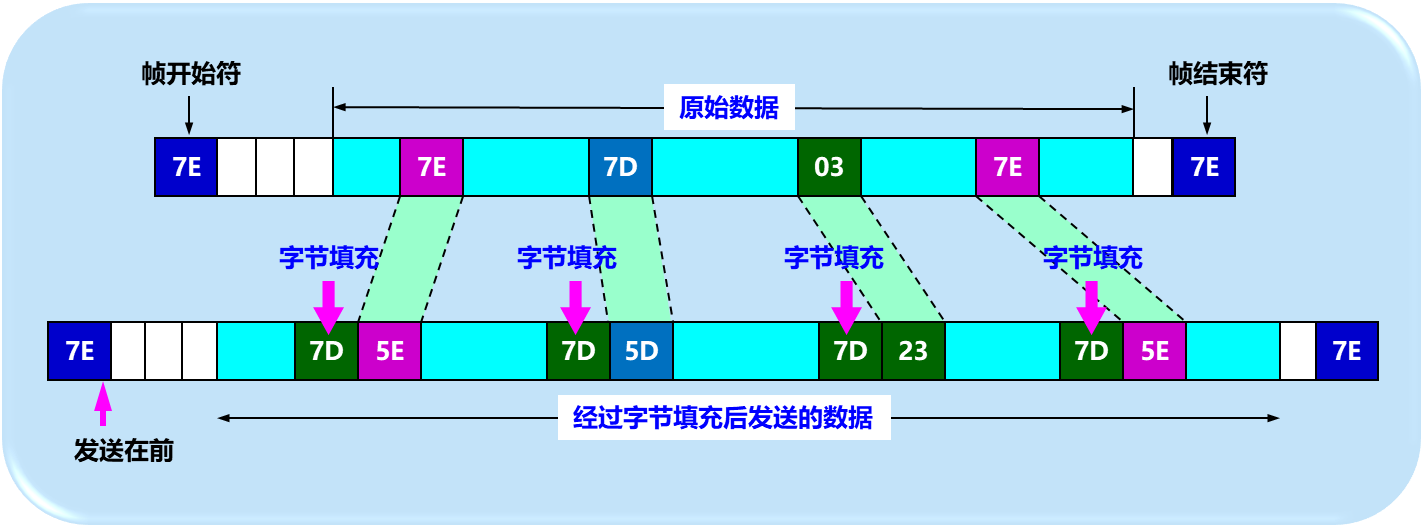 帧开始符
帧结束符
原始数据
7E 7E 7D 03 7E 7E
字节填充 字节填充 字节填充 字节填充
7E 7D 5E 7D 5D 7D 23 7D 5E 7E
经过字节填充后发送的数据
发送在前